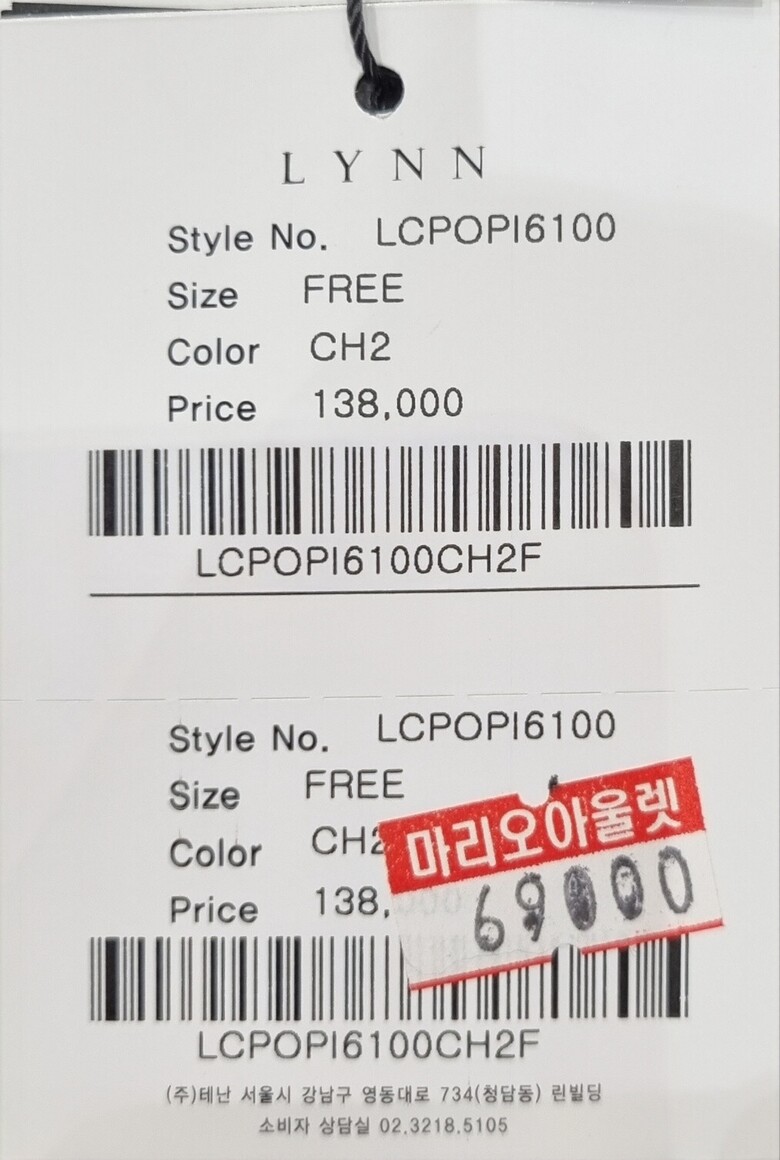 LYNN
Style No. LCPOPI6100
Size FREE
Color CH2
Price 138,000
LCPOPI6100CH2F
Style No. LCPOPI6100
Size FREE
Color CH2
마리오아울렛
Price 138,000
69000
LCPOPI6100CH2F
(주)테난 서울시 강남구 영동대로 734(청담동) 린빌딩
소비자 상담실 02.3218.5105